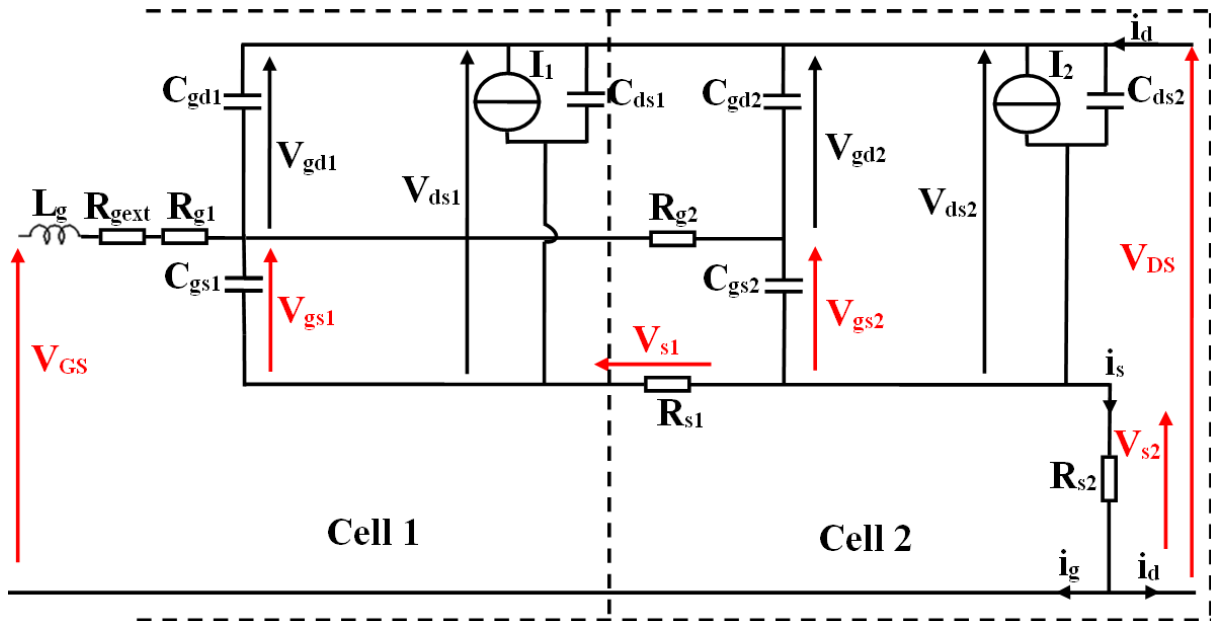 id
I1
I2
Cgd1
Cds1
Cgd2
Cds2
Vgd1
Vgd2
Vds1
Vds2
Lg
Rgext
Rg1
Rg2
VDS
Cgs1
Cgs2
Vgs1
Vgs2
VGS
Vs1
is
Rs1
Vs2
Rs2
Cell 1
Cell 2
ig
id